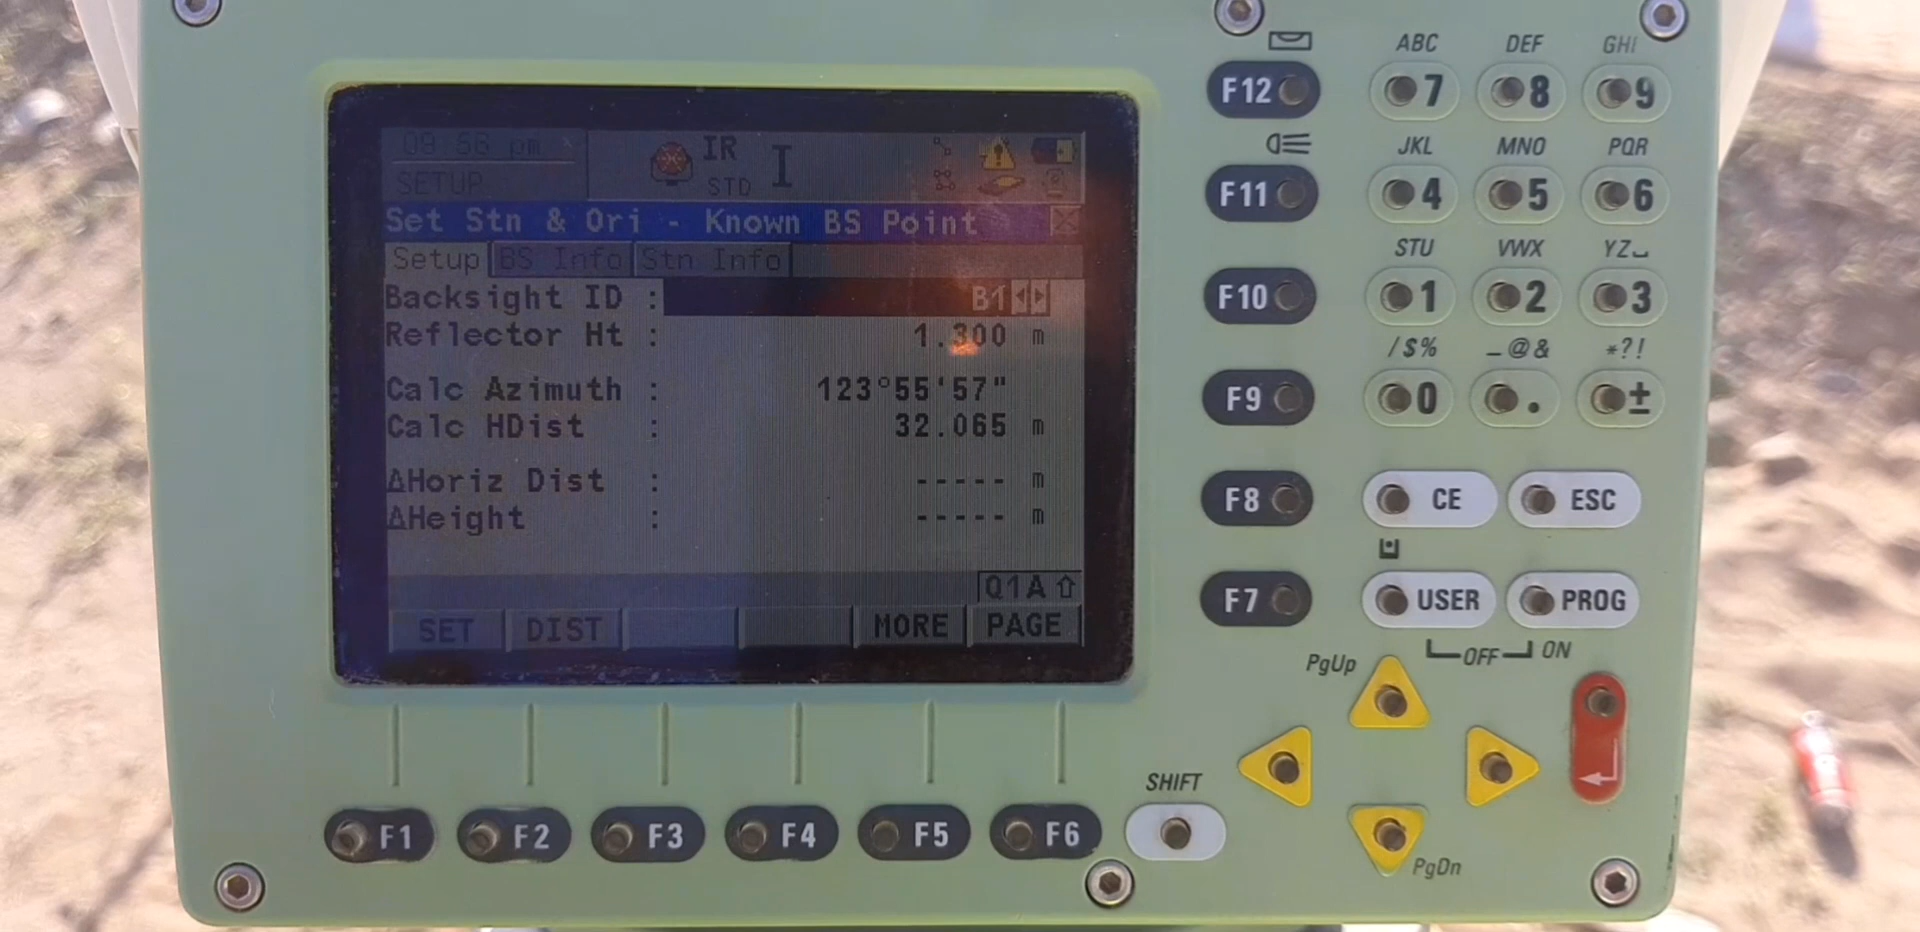 09 56 pm
SETUP
IR
STD
I
Set Stn & Ori - Known BS Point
Setup BS Info Stn Info
Backsight ID : B1
Reflector Ht : 1.300 m
Calc Azimuth : 123°55'57"
Calc HDist : 32.065 m
ΔHoriz Dist : ----- m
ΔHeight : ----- m
Q1A ⇧
SET DIST MORE PAGE
F1 F2 F3 F4 F5 F6
SHIFT
F12
F11
F10
F9
F8
F7
ABC DEF GHI
7 8 9
JKL MNO PQR
4 5 6
STU VWX YZ⌴
1 2 3
/$% _@& *?!
0 . ±
CE ESC
USER PROG
OFF ON
PgUp
PgDn